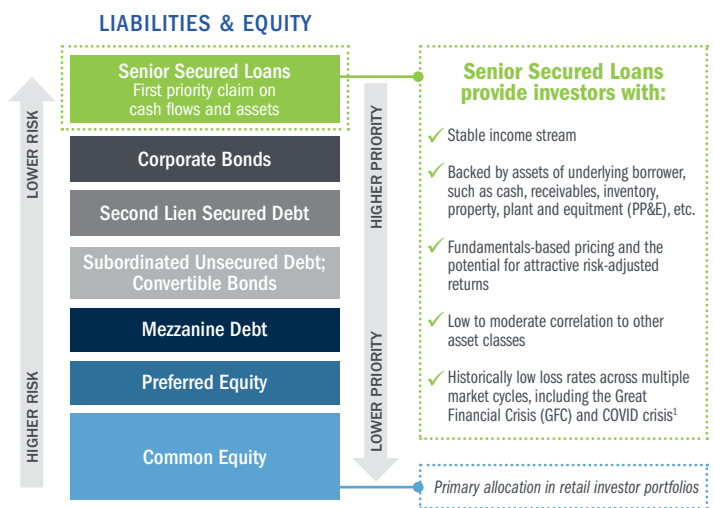 LIABILITIES & EQUITY
Senior Secured Loans
First priority claim on
cash flows and assets
Corporate Bonds
Second Lien Secured Debt
Subordinated Unsecured Debt;
Convertible Bonds
Mezzanine Debt
Preferred Equity
Common Equity
LOWER RISK
HIGHER RISK
HIGHER PRIORITY
LOWER PRIORITY
Senior Secured Loans
provide investors with:
Stable income stream
Backed by assets of underlying borrower,
such as cash, receivables, inventory,
property, plant and equitment (PP&E), etc.
Fundamentals-based pricing and the
potential for attractive risk-adjusted
returns
Low to moderate correlation to other
asset classes
Historically low loss rates across multiple
market cycles, including the Great
Financial Crisis (GFC) and COVID crisis¹
Primary allocation in retail investor portfolios